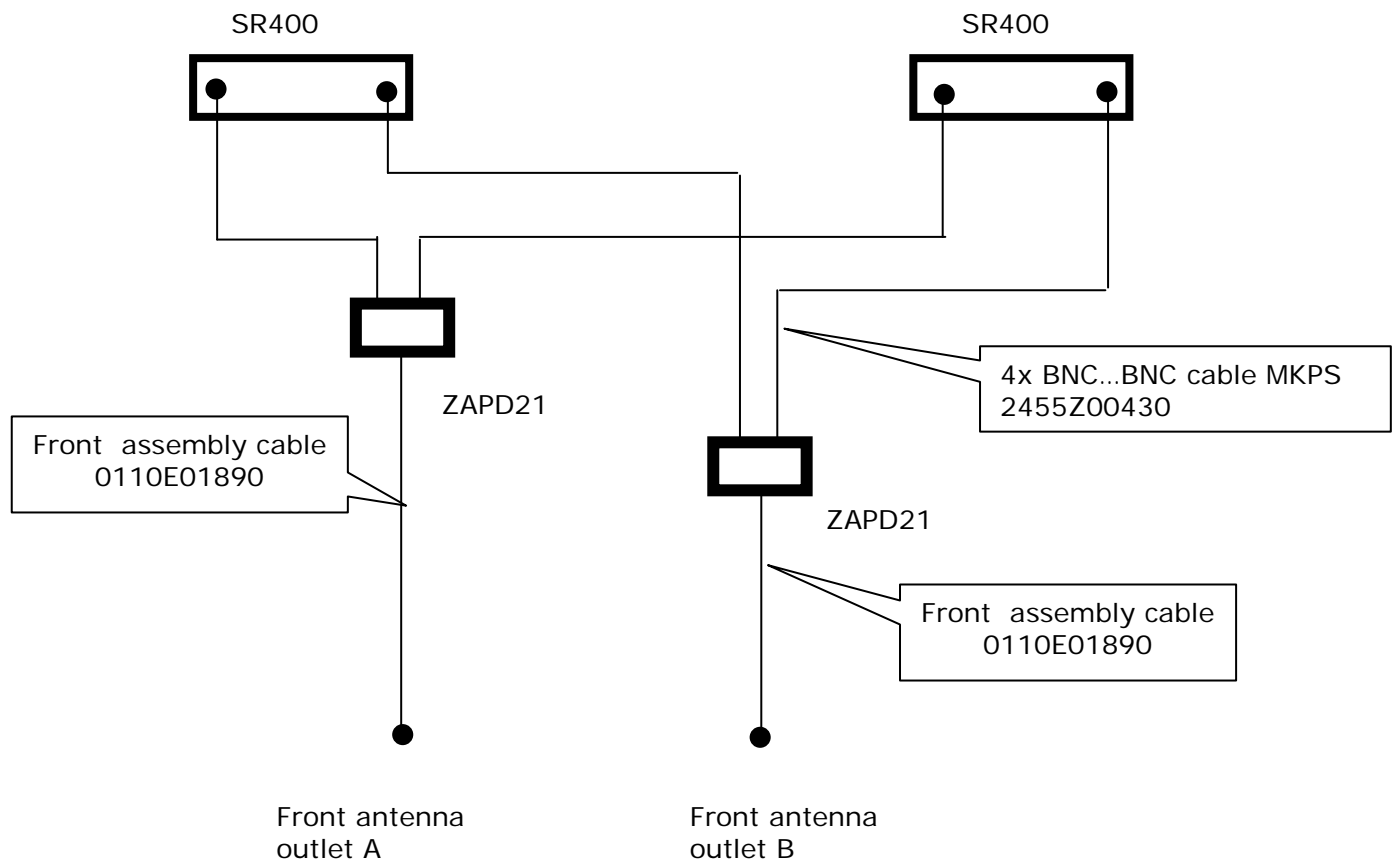 SR400
SR400
4x BNC...BNC cable MKPS
2455Z00430
ZAPD21
Front assembly cable
0110E01890
ZAPD21
Front assembly cable
0110E01890
Front antenna
outlet A
Front antenna
outlet B